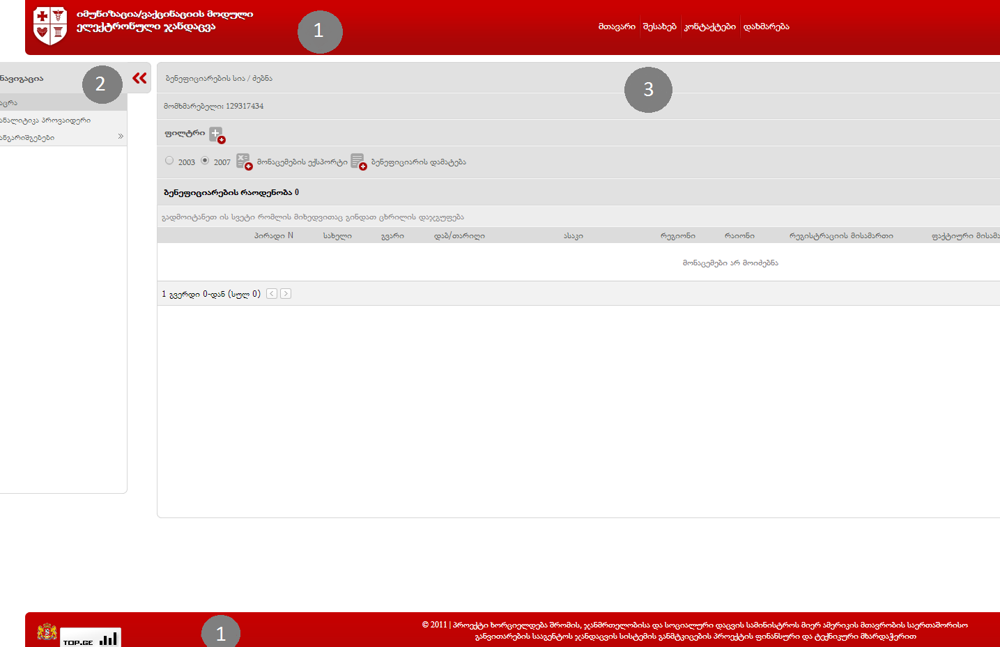 იმუნიზაცია/ვაქცინაციის მოდული
ელექტრონული ჯანდაცვა
1
მთავარი შესახებ კონტაქტები დახმარება
ნავიგაცია
2
აცრა
ანალიტიკა პროვაიდერი
ანგარიშგებები
ბენეფიციარების სია / ძებნა
3
მომხმარებელი: 129317434
ფილტრი
2003 2007 მონაცემების ექსპორტი ბენეფიციარის დამატება
ბენეფიციარების რაოდენობა 0
გადმოიტანეთ ის სვეტი რომლის მიხედვითაც გინდათ ცხრილის დაჯგუფება
პირადი N სახელი გვარი დაბ/თარიღი ასაკი რეგიონი რაიონი რეგისტრაციის მისამართი ფაქტიური მისამა
მონაცემები არ მოიძებნა
1 გვერდი 0-დან (სულ 0)
TOP.GE
1
© 2011 | პროექტი ხორციელდება შრომის, ჯანმრთელობისა და სოციალური დაცვის სამინისტროს მიერ ამერიკის მთავრობის საერთაშორისო
განვითარების სააგენტოს ჯანდაცვის სისტემის განმტკიცების პროექტის ფინანსური და ტექნიკური მხარდაჭერით